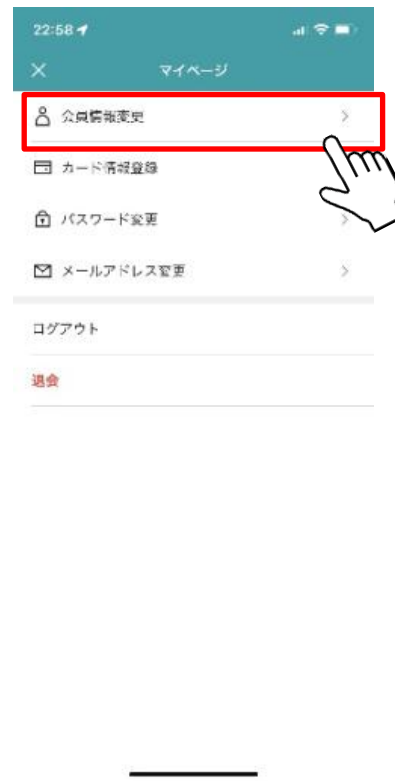 22:58
マイページ
会員情報変更
カード情報登録
パスワード変更
メールアドレス変更
ログアウト
退会